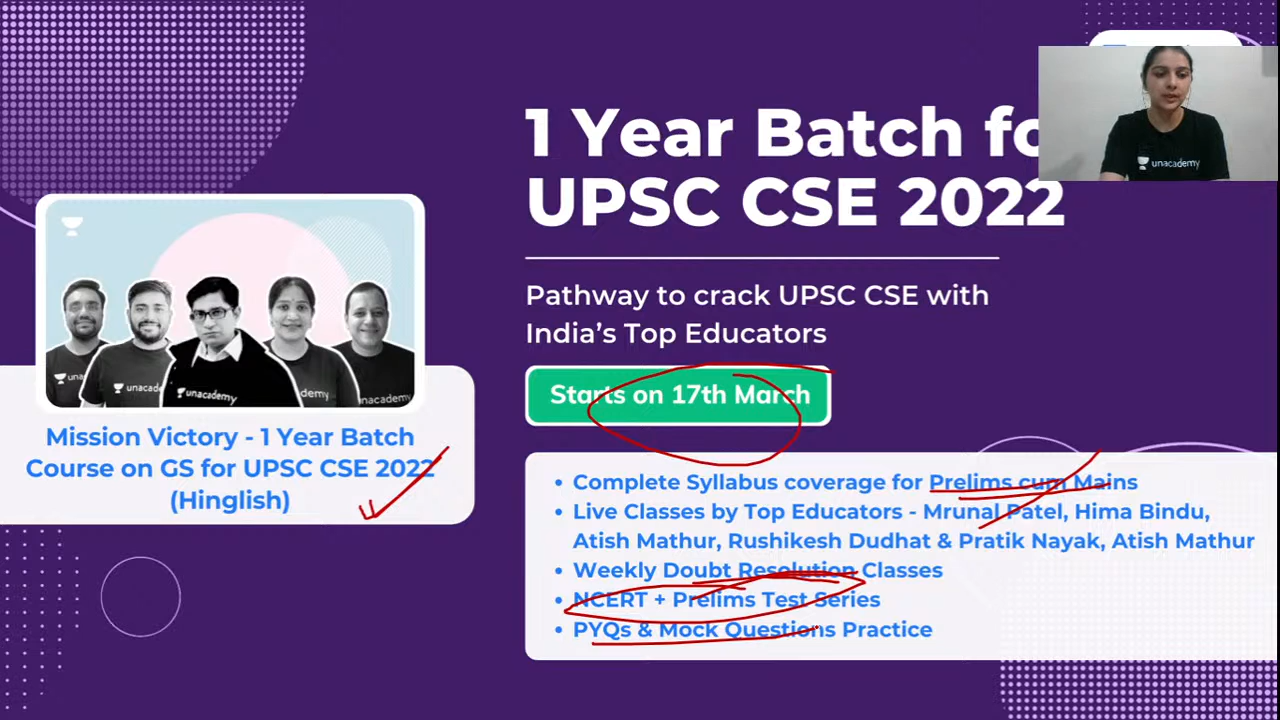 1 Year Batch fo
UPSC CSE 2022
unacademy
Pathway to crack UPSC CSE with
India's Top Educators
Starts on 17th March
unacademy
Mission Victory - 1 Year Batch
Course on GS for UPSC CSE 2022
(Hinglish)
• Complete Syllabus coverage for Prelims cum Mains
• Live Classes by Top Educators - Mrunal Patel, Hima Bindu,
Atish Mathur, Rushikesh Dudhat & Pratik Nayak, Atish Mathur
• Weekly Doubt Resolution Classes
• NCERT + Prelims Test Series
• PYQs & Mock Questions Practice